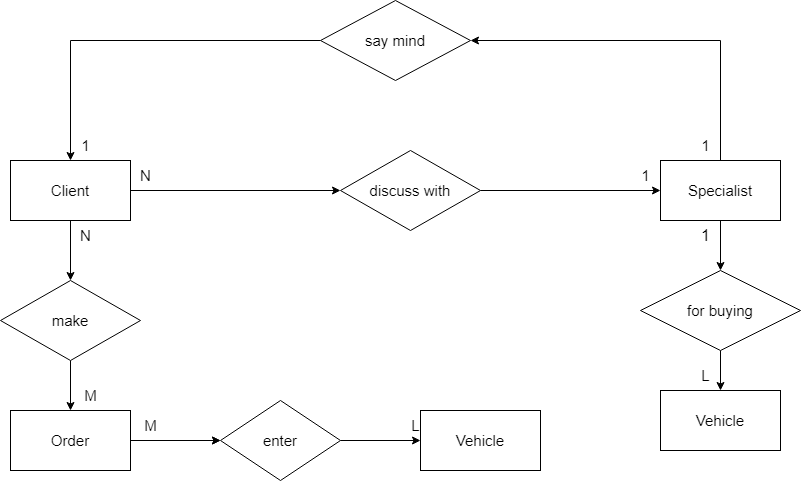 say mind
1
1
Client
N
discuss with
1
Specialist
N
1
make
for buying
M
L
Order
M
enter
L
Vehicle
Vehicle